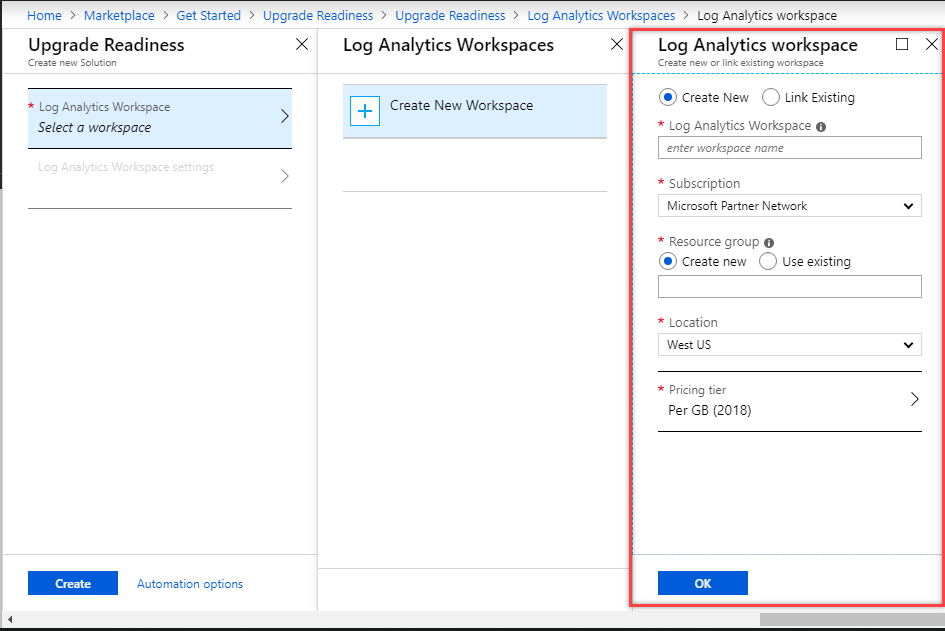 Home > Marketplace > Get Started > Upgrade Readiness > Upgrade Readiness > Log Analytics Workspaces > Log Analytics workspace
Upgrade Readiness
Create new Solution
* Log Analytics Workspace
Select a workspace
Log Analytics Workspace settings
Create
Automation options
Log Analytics Workspaces
Create New Workspace
Log Analytics workspace
Create new or link existing workspace
Create New Link Existing
* Log Analytics Workspace
enter workspace name
* Subscription
Microsoft Partner Network
* Resource group
Create new Use existing
* Location
West US
* Pricing tier
Per GB (2018)
OK